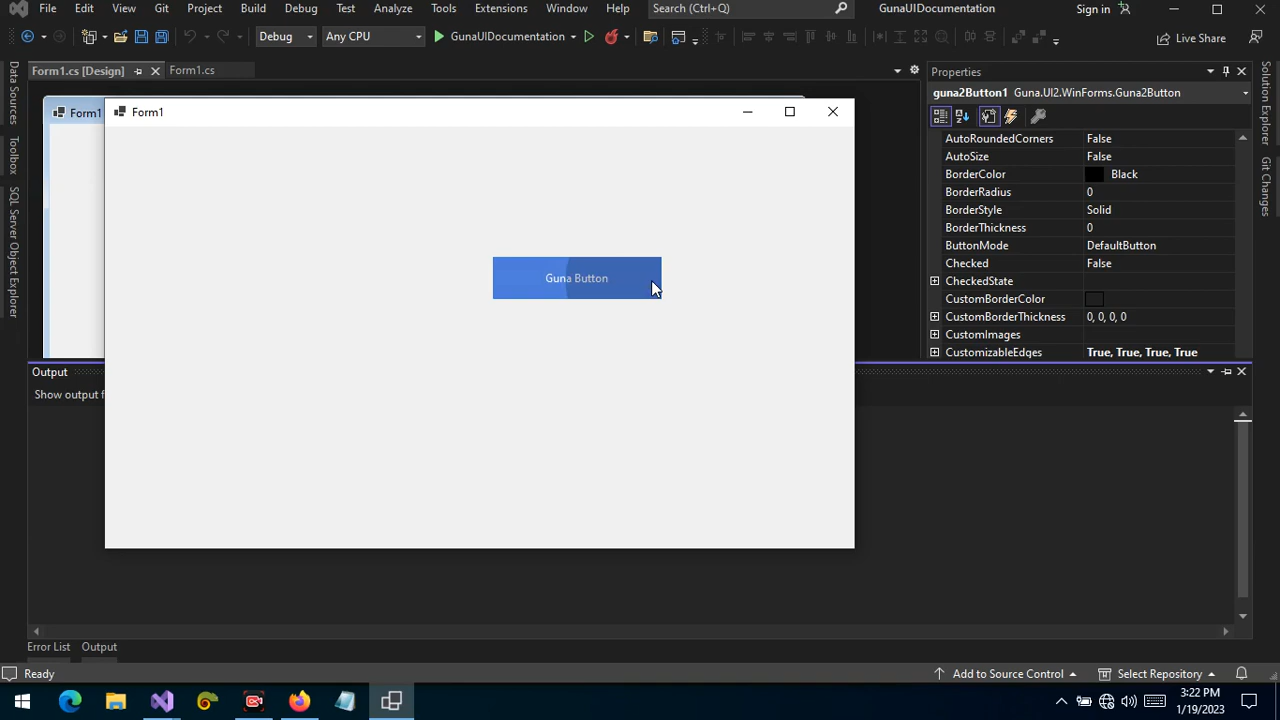 File Edit View Git Project Build Debug Test Analyze Tools Extensions Window Help Search (Ctrl+Q) GunaUIDocumentation Sign in
Debug Any CPU GunaUIDocumentation Live Share
Form1.cs [Design] Form1.cs
Data Sources
Toolbox
SQL Server Object Explorer
Form1
Form1
Guna Button
Properties
guna2Button1 Guna.UI2.WinForms.Guna2Button
AutoRoundedCorners False
AutoSize False
BorderColor Black
BorderRadius 0
BorderStyle Solid
BorderThickness 0
ButtonMode DefaultButton
Checked False
CheckedState
CustomBorderColor
CustomBorderThickness 0, 0, 0, 0
CustomImages
CustomizableEdges True, True, True, True
Solution Explorer
Git Changes
Output
Show output f
Error List Output
Ready Add to Source Control Select Repository
3:22 PM
1/19/2023